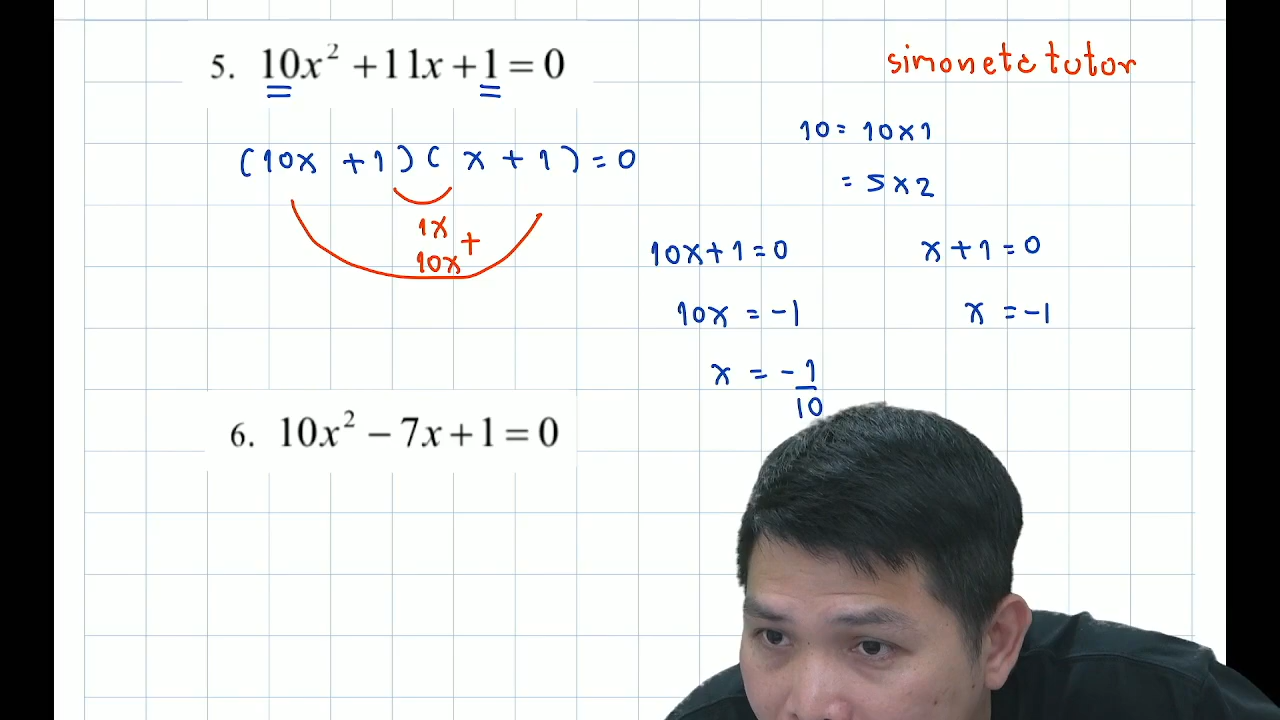 5. 10x² + 11x + 1 = 0
simonetc tutor
(10x + 1)(x + 1) = 0
1x
+
10x
10 = 10 x 1
= 5 x 2
10x + 1 = 0
10x = -1
x = -1/10
x + 1 = 0
x = -1
6. 10x² - 7x + 1 = 0